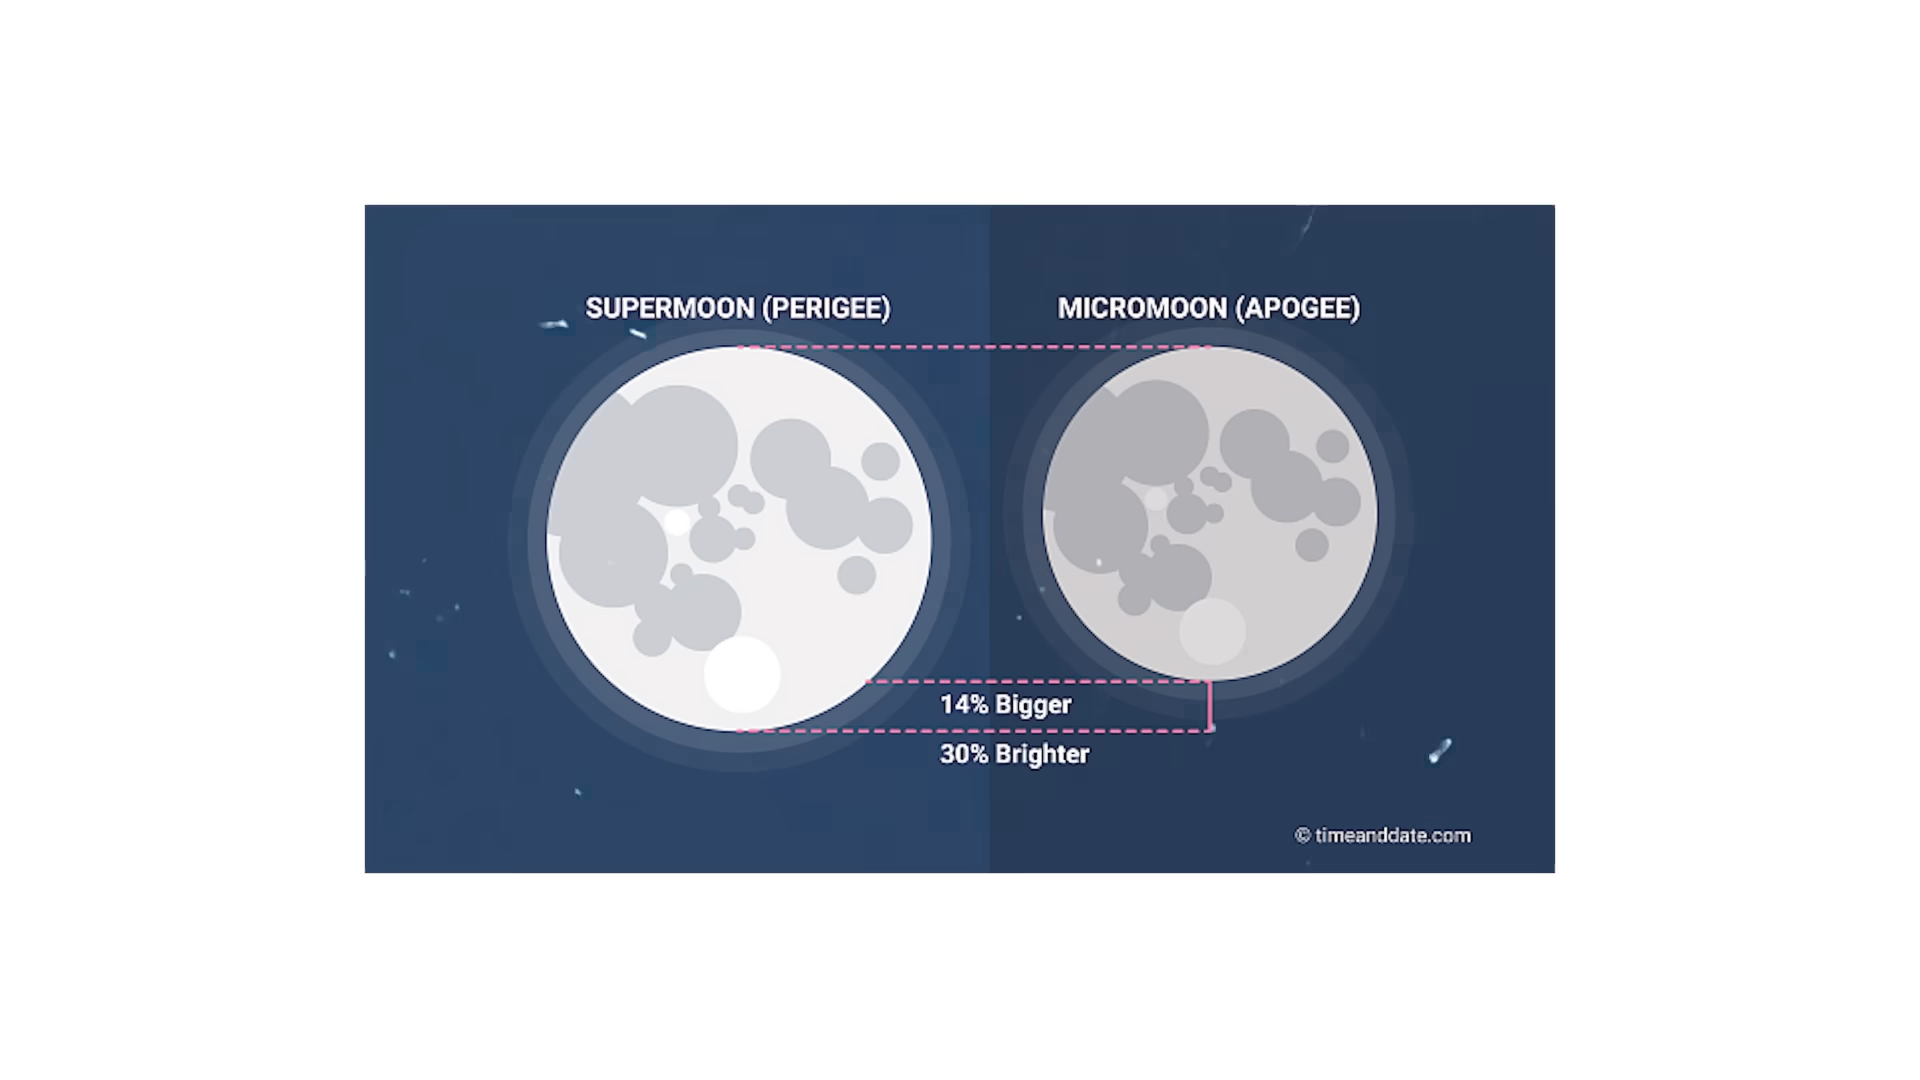 SUPERMOON (PERIGEE)
MICROMOON (APOGEE)
14% Bigger
30% Brighter
© timeanddate.com